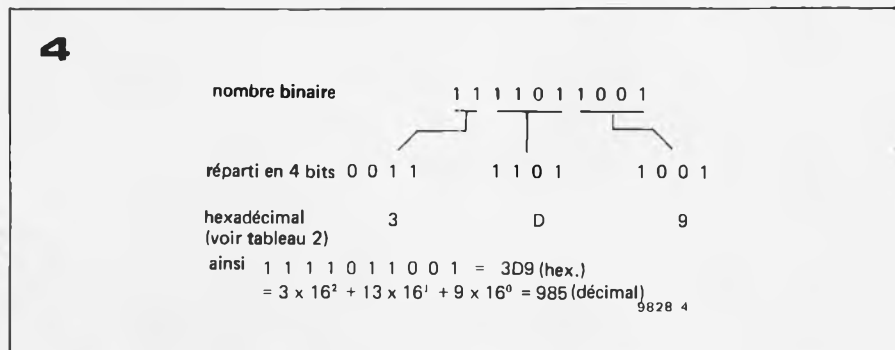 4
nombre binaire 1 1 1 1 0 1 1 0 0 1
réparti en 4 bits 0 0 1 1 1 1 0 1 1 0 0 1
hexadécimal 3 D 9
(voir tableau 2)
ainsi 1 1 1 1 0 1 1 0 0 1 = 3D9 (hex.)
= 3 x 16² + 13 x 16¹ + 9 x 16⁰ = 985 (décimal)
9828 4